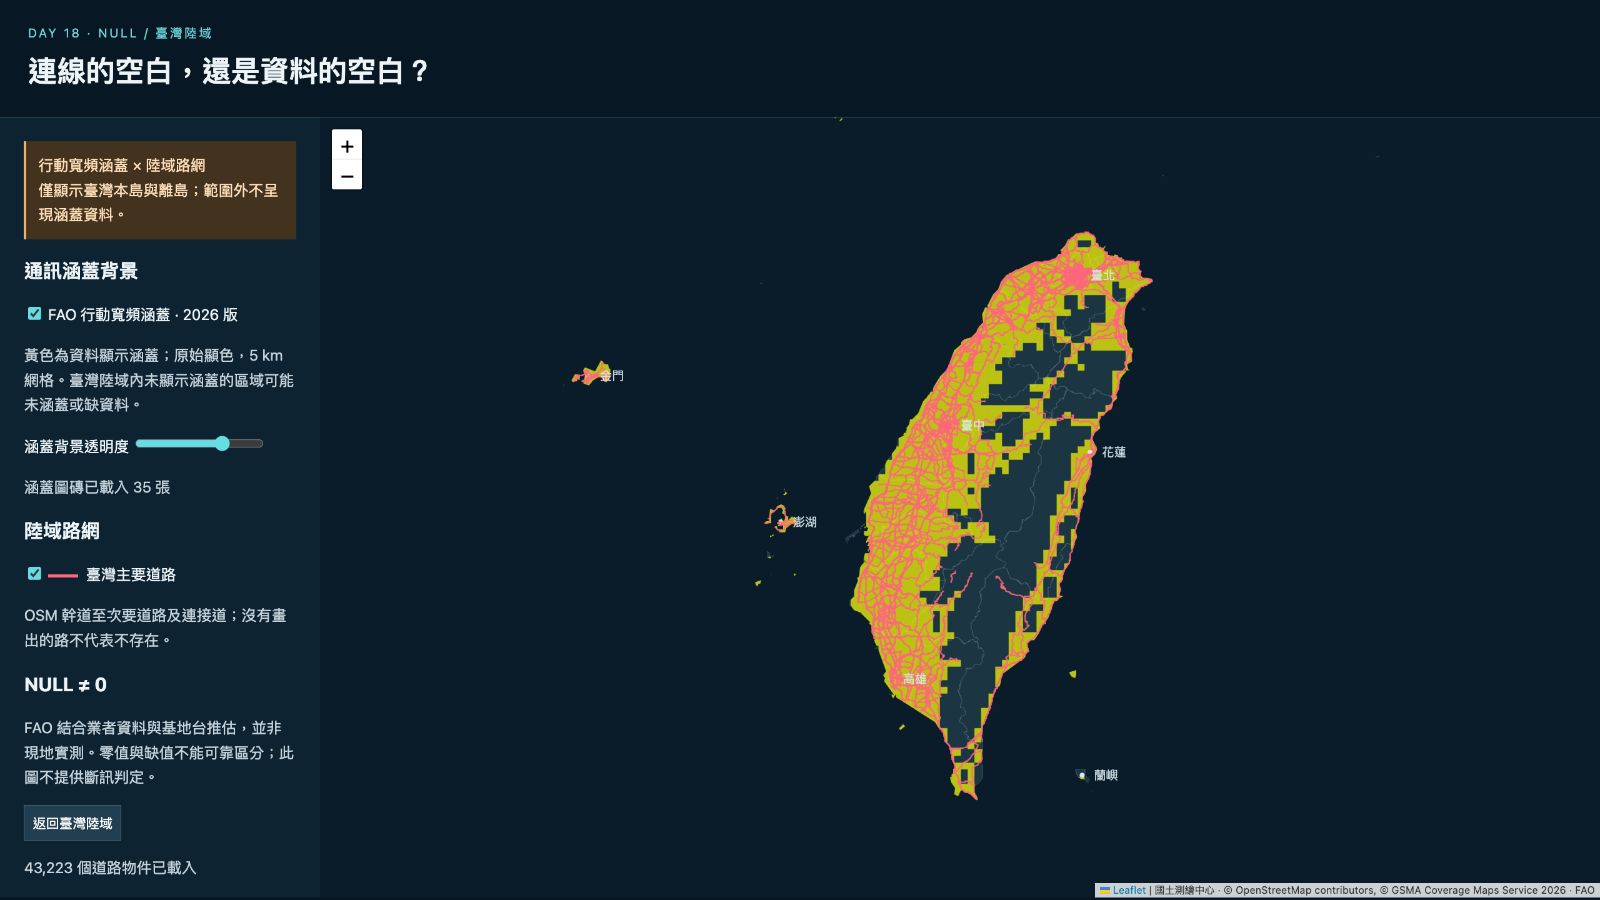 DAY 18 · NULL / 臺灣陸域
連線的空白，還是資料的空白？
行動寬頻涵蓋 × 陸域路網
僅顯示臺灣本島與離島；範圍外不呈
現涵蓋資料。
通訊涵蓋背景
FAO 行動寬頻涵蓋 · 2026 版
黃色為資料顯示涵蓋；原始顯色，5 km
網格。臺灣陸域內未顯示涵蓋的區域可能
未涵蓋或缺資料。
涵蓋背景透明度
涵蓋圖磚已載入 35 張
陸域路網
臺灣主要道路
OSM 幹道至次要道路及連接道；沒有畫
出的路不代表不存在。
NULL ≠ 0
FAO 結合業者資料與基地台推估，並非
現地實測。零值與缺值不能可靠區分；此
圖不提供斷訊判定。
返回臺灣陸域
43,223 個道路物件已載入
+
−
臺北
金門
臺中
花蓮
澎湖
高雄
蘭嶼
Leaflet | 國土測繪中心 · © OpenStreetMap contributors, © GSMA Coverage Maps Service 2026 · FAO